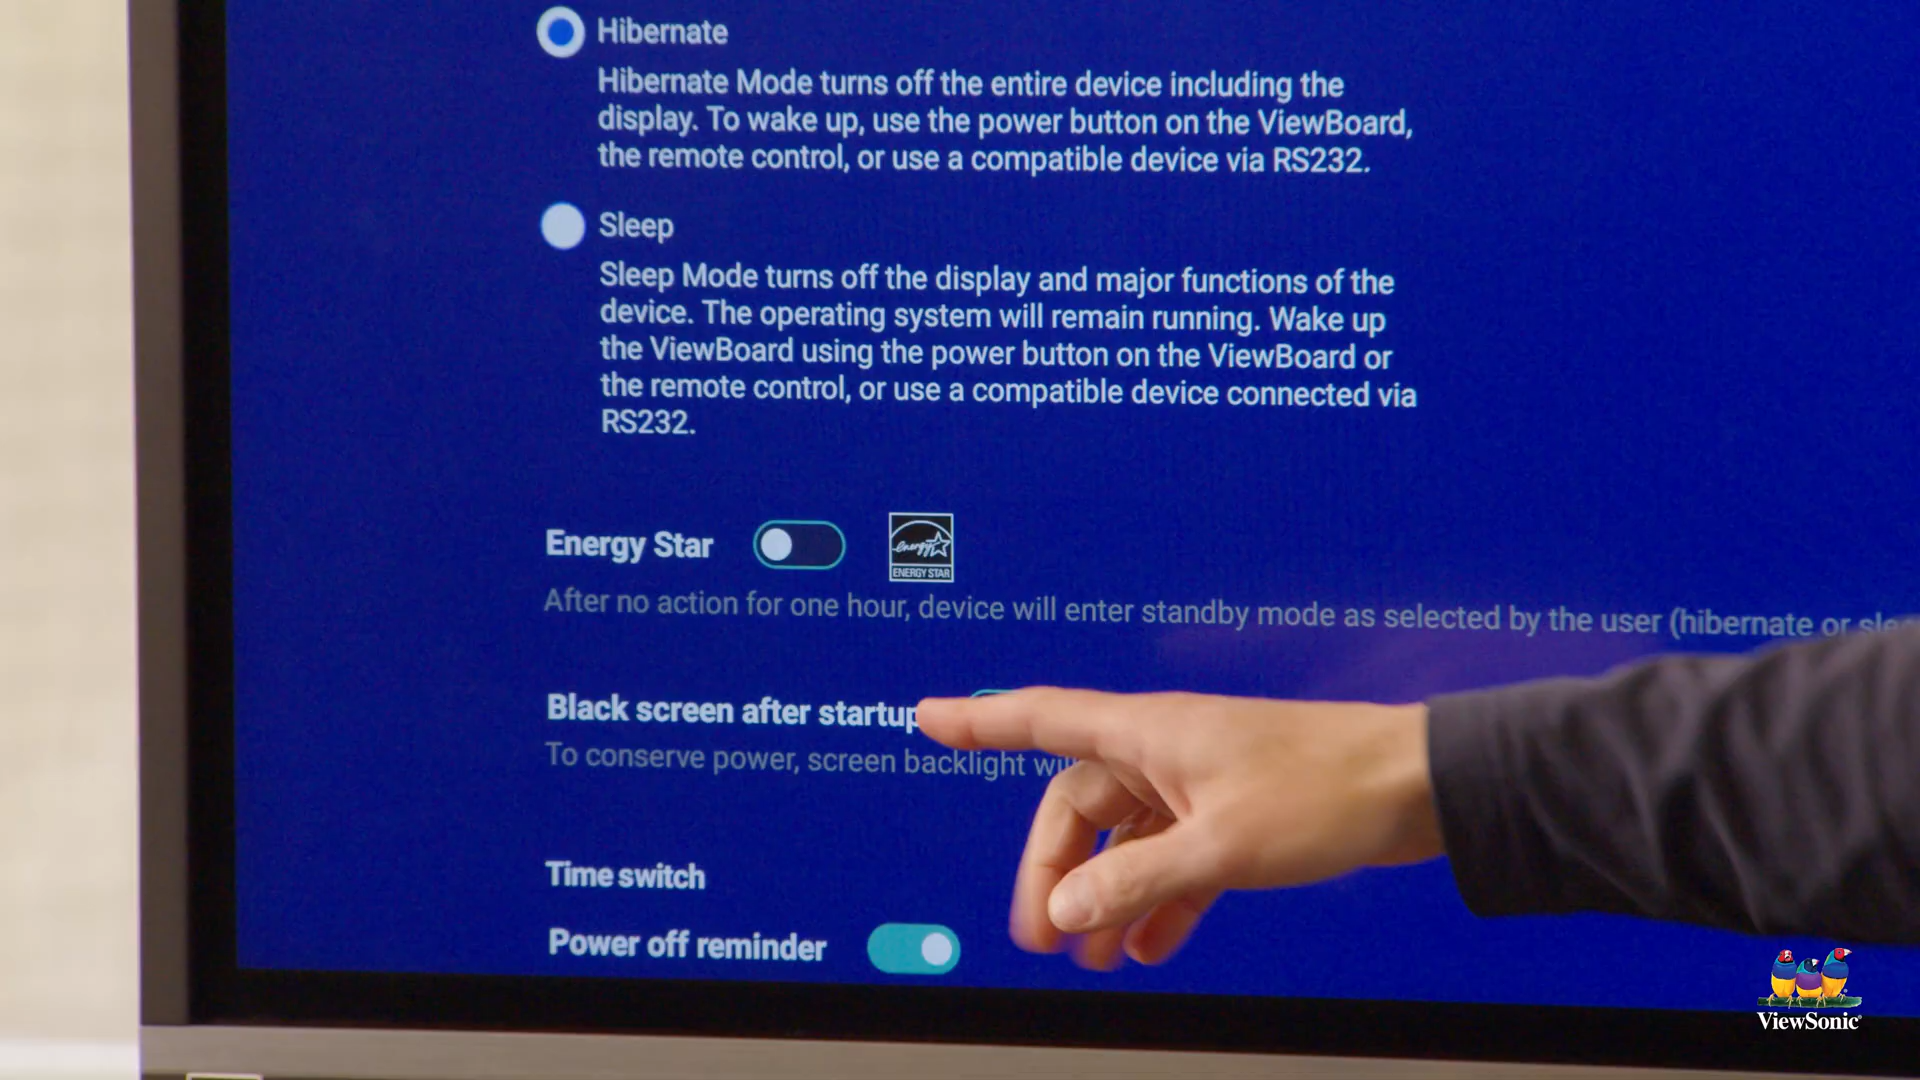 Hibernate
Hibernate Mode turns off the entire device including the
display. To wake up, use the power button on the ViewBoard,
the remote control, or use a compatible device via RS232.
Sleep
Sleep Mode turns off the display and major functions of the
device. The operating system will remain running. Wake up
the ViewBoard using the power button on the ViewBoard or
the remote control, or use a compatible device connected via
RS232.
Energy Star
energy
ENERGY STAR
After no action for one hour, device will enter standby mode as selected by the user (hibernate or
Black screen after startup
To conserve power, screen backlight
Time switch
Power off reminder
ViewSonic